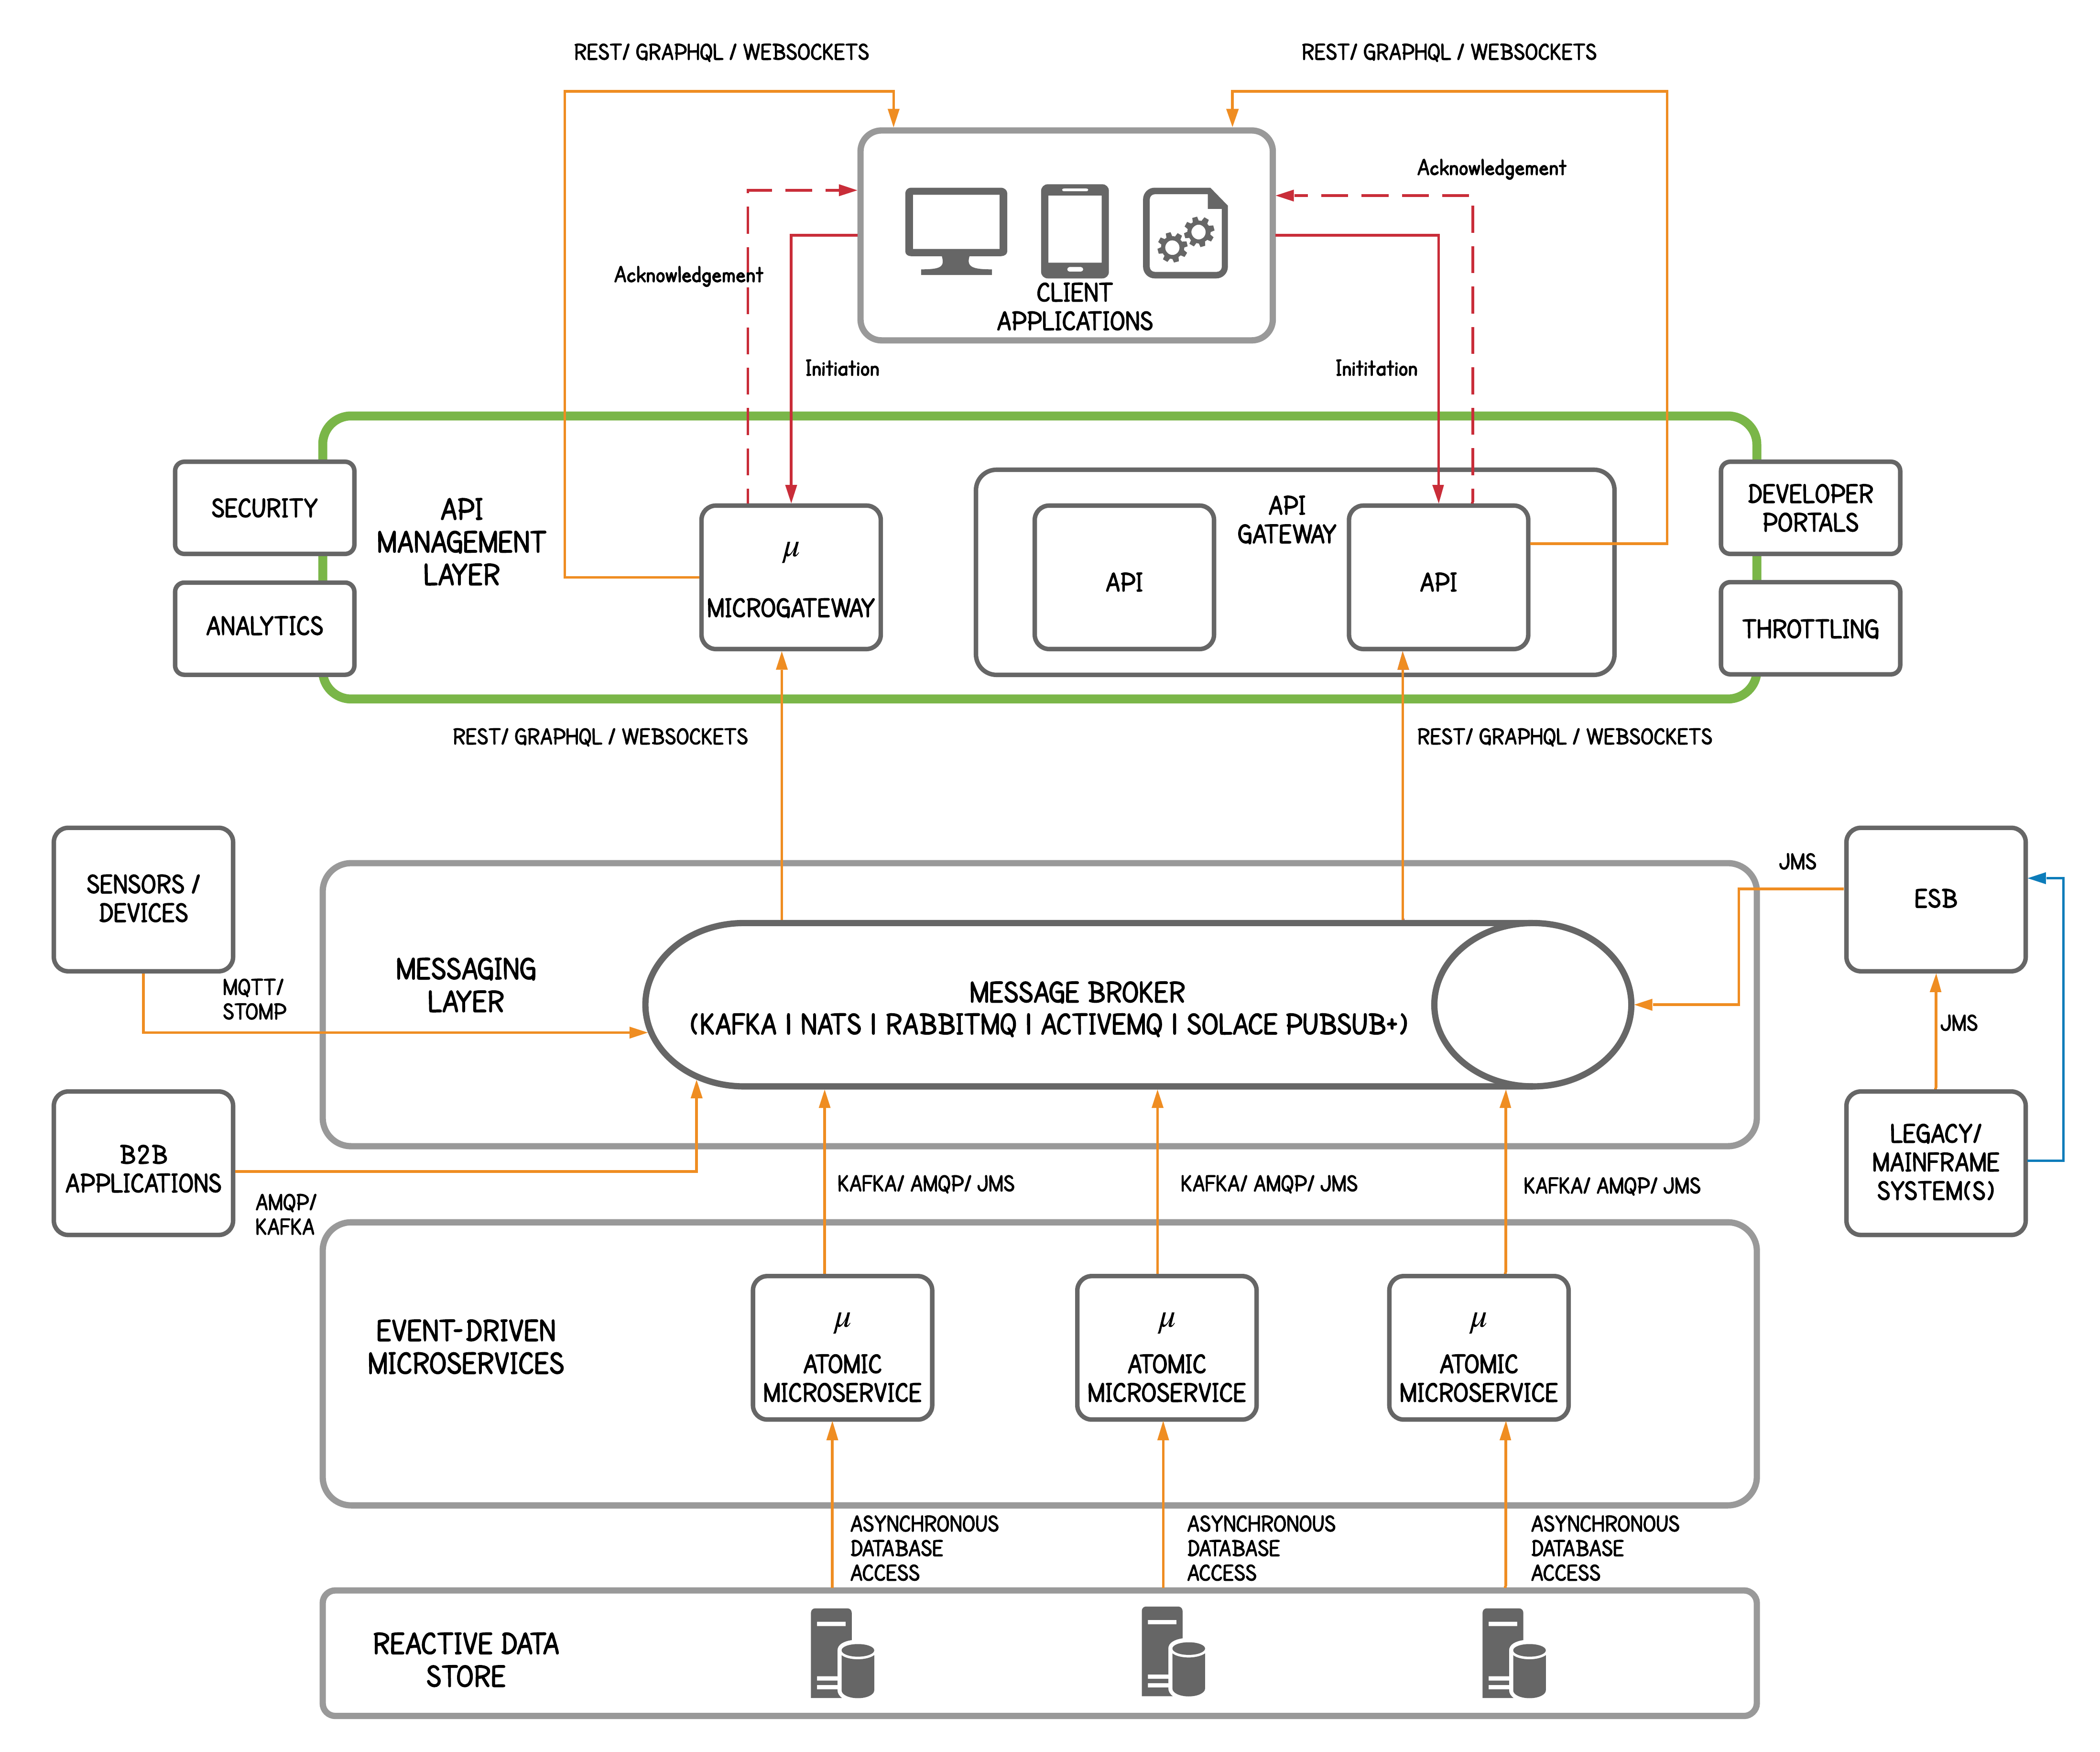 REST/ GRAPHQL / WEBSOCKETS
REST/ GRAPHQL / WEBSOCKETS
Acknowledgement
Acknowledgement
CLIENT
APPLICATIONS
Initiation
Inititation
SECURITY
ANALYTICS
API
MANAGEMENT
LAYER
μ
MICROGATEWAY
API
GATEWAY
API
API
DEVELOPER
PORTALS
THROTTLING
REST/ GRAPHQL / WEBSOCKETS
REST/ GRAPHQL / WEBSOCKETS
SENSORS /
DEVICES
MQTT/
STOMP
MESSAGING
LAYER
MESSAGE BROKER
(KAFKA | NATS | RABBITMQ | ACTIVEMQ | SOLACE PUBSUB+)
JMS
ESB
JMS
B2B
APPLICATIONS
AMQP/
KAFKA
KAFKA/ AMQP/ JMS
KAFKA/ AMQP/ JMS
KAFKA/ AMQP/ JMS
LEGACY/
MAINFRAME
SYSTEM(S)
EVENT-DRIVEN
MICROSERVICES
μ
ATOMIC
MICROSERVICE
μ
ATOMIC
MICROSERVICE
μ
ATOMIC
MICROSERVICE
ASYNCHRONOUS
DATABASE
ACCESS
ASYNCHRONOUS
DATABASE
ACCESS
ASYNCHRONOUS
DATABASE
ACCESS
REACTIVE DATA
STORE